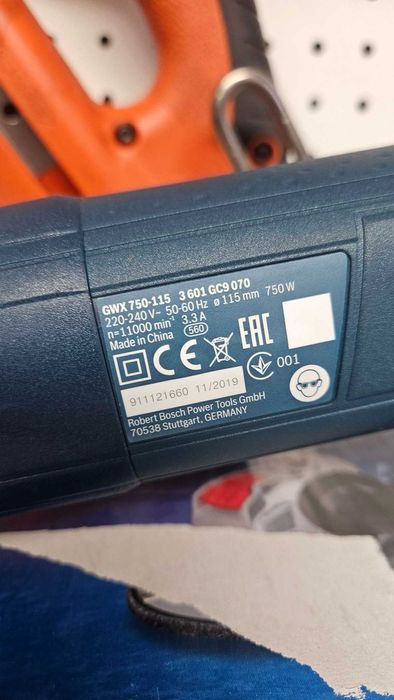 GWX 750-115 3 601 GC9 070
220-240 V~ 50-60 Hz ø 115 mm 750 W
n=11000 min⁻¹ 3.3 A
Made in China 560
CE EAC 001
911121660 11/2019
Robert Bosch Power Tools GmbH
70538 Stuttgart, GERMANY